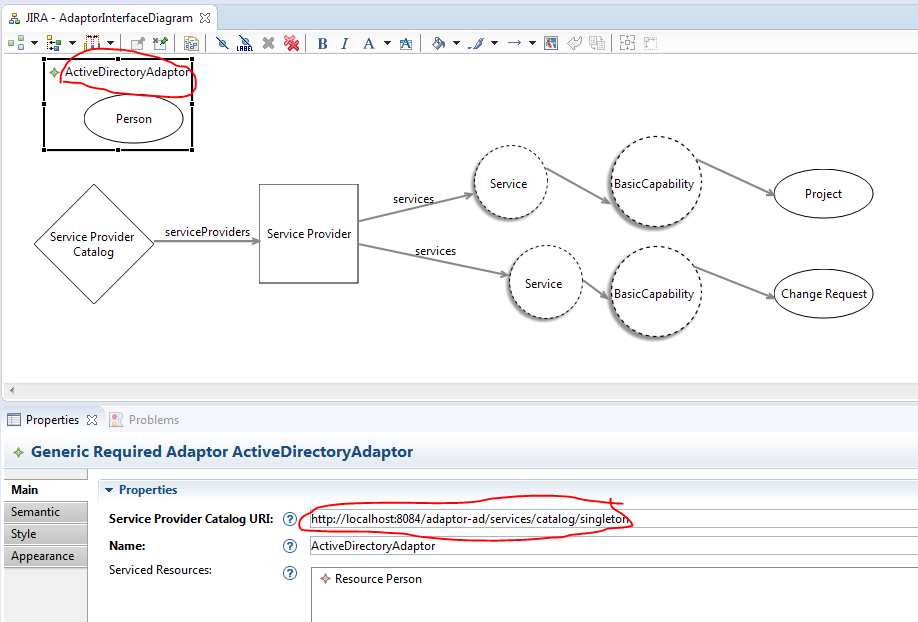 JIRA - AdaptorInterfaceDiagram
LABEL
B I A A
ActiveDirectoryAdaptor
Person
Service Provider
Catalog
serviceProviders
Service Provider
services
services
Service
Service
BasicCapability
BasicCapability
Project
Change Request
Properties
Problems
Generic Required Adaptor ActiveDirectoryAdaptor
Main
Semantic
Style
Appearance
Properties
Service Provider Catalog URI: ? http://localhost:8084/adaptor-ad/services/catalog/singleton
Name: ? ActiveDirectoryAdaptor
Serviced Resources: ?
Resource Person